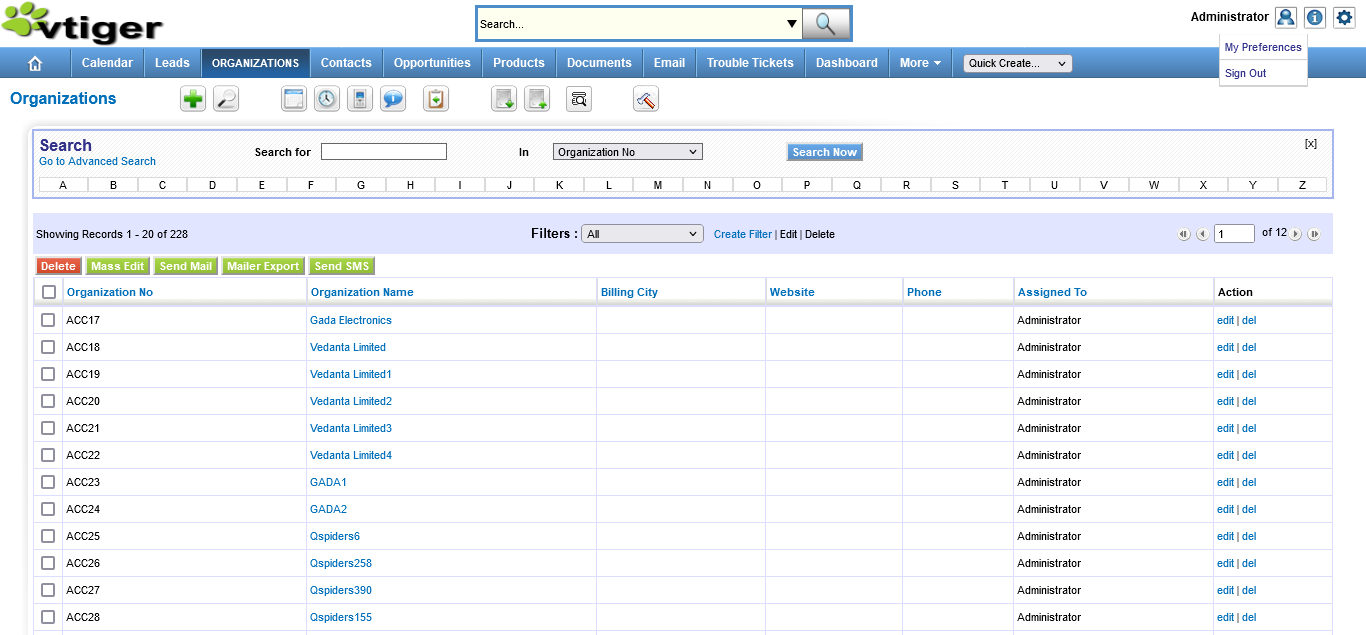 vtiger
Search...
Administrator
My Preferences
Sign Out
Calendar Leads ORGANIZATIONS Contacts Opportunities Products Documents Email Trouble Tickets Dashboard More Quick Create...
Organizations
Search
Go to Advanced Search
Search for In Organization No Search Now [x]
A B C D E F G H I J K L M N O P Q R S T U V W X Y Z
Showing Records 1 - 20 of 228 Filters : All Create Filter | Edit | Delete 1 of 12
Delete Mass Edit Send Mail Mailer Export Send SMS
Organization No Organization Name Billing City Website Phone Assigned To Action
ACC17 Gada Electronics Administrator edit | del
ACC18 Vedanta Limited Administrator edit | del
ACC19 Vedanta Limited1 Administrator edit | del
ACC20 Vedanta Limited2 Administrator edit | del
ACC21 Vedanta Limited3 Administrator edit | del
ACC22 Vedanta Limited4 Administrator edit | del
ACC23 GADA1 Administrator edit | del
ACC24 GADA2 Administrator edit | del
ACC25 Qspiders6 Administrator edit | del
ACC26 Qspiders258 Administrator edit | del
ACC27 Qspiders390 Administrator edit | del
ACC28 Qspiders155 Administrator edit | del